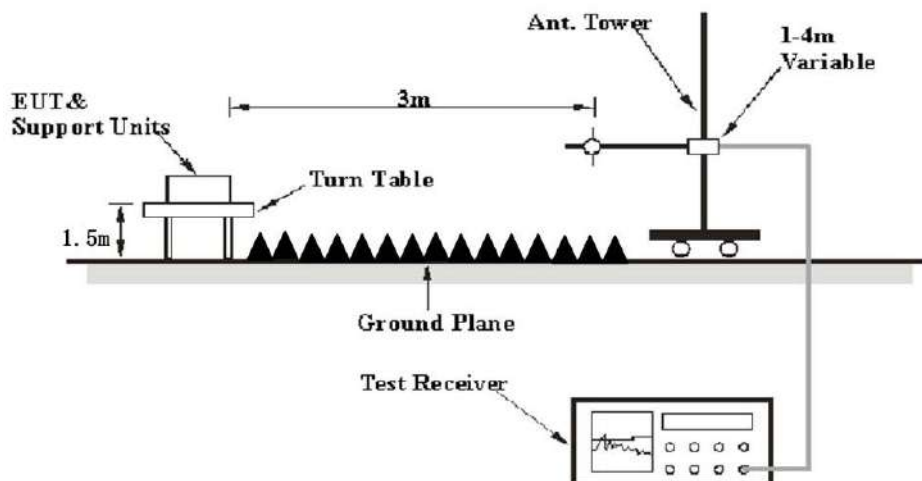 Ant. Tower
1-4m
Variable
3m
EUT&
Support Units
Turn Table
1.5m
Ground Plane
Test Receiver